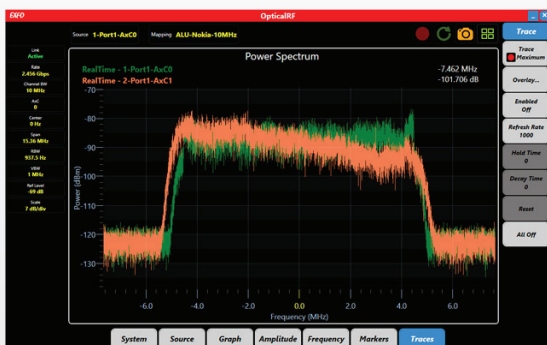 EXFO
OpticalRF
Source 1-Port1-AxC0 Mapping ALU-Nokia-10MHz
Link
Active
Rate
2.456 Gbps
Channel BW
10 MHz
AxC
0
Center
0 Hz
Span
15.36 MHz
RBW
937.5 Hz
VBW
1 MHz
Ref Level
-69 dB
Scale
7 dB/div
Power Spectrum
RealTime - 1-Port1-AxC0
RealTime - 2-Port1-AxC1
-7.462 MHz
-101.706 dB
Power (dBm)
-70
-80
-90
-100
-110
-120
-130
-6.0 -4.0 -2.0 0.0 2.0 4.0 6.0
Frequency (MHz)
Trace
Trace
Maximum
Overlay...
Enabled
Off
Refresh Rate
1000
Hold Time
0
Decay Time
0
Reset
All Off
System Source Graph Amplitude Frequency Markers Traces